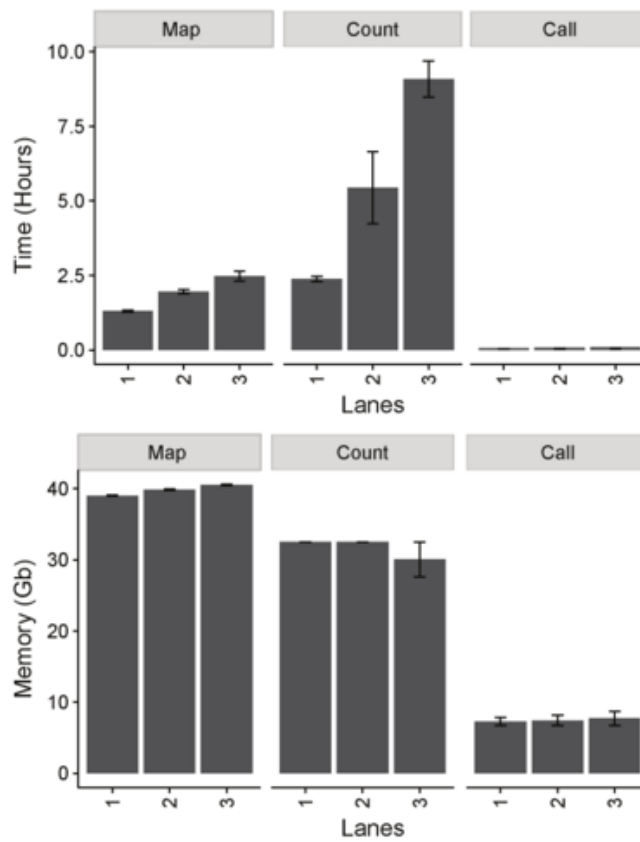 Map Count Call
10.0
7.5
5.0
2.5
0.0
Time (Hours)
1 2 3 1 2 3 1 2 3
Lanes
Map Count Call
40
30
20
10
0
Memory (Gb)
1 2 3 1 2 3 1 2 3
Lanes